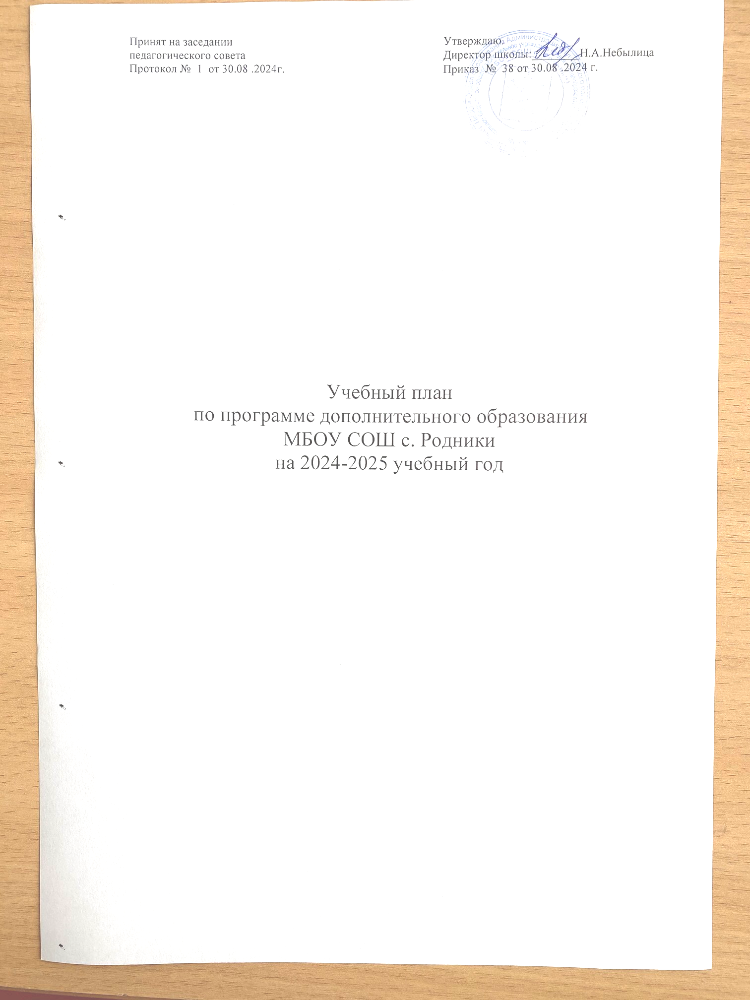 Принят на заседании
педагогического совета
Протокол № 1 от 30.08 .2024г.
Утверждаю.
Директор школы: Н.А.Небылица
Приказ № 38 от 30.08 .2024 г.
Учебный план
по программе дополнительного образования
МБОУ СОШ с. Родники
на 2024-2025 учебный год